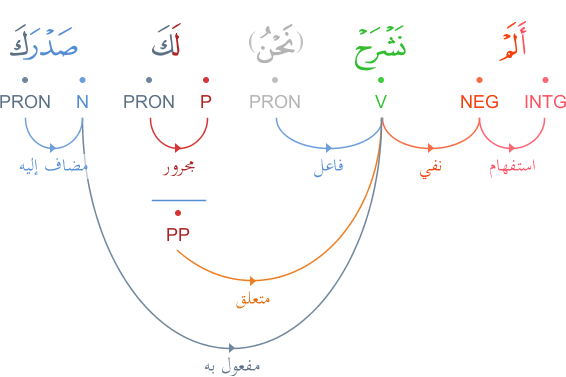 أَلَمْ نَشْرَحْ (نَحْنُ) لَكَ صَدْرَكَ
INTG NEG V PRON P PRON N PRON
استفهام نفي فاعل مجرور مضاف إليه
PP
متعلق
مفعول به